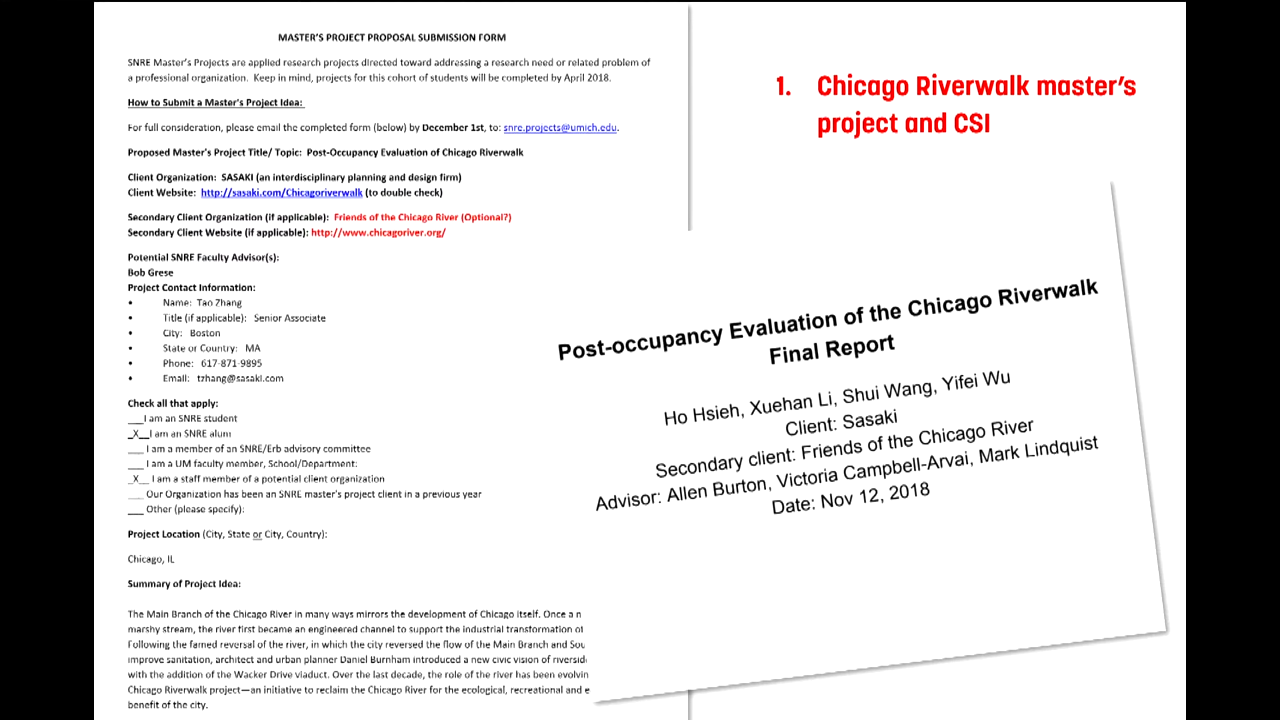 MASTER'S PROJECT PROPOSAL SUBMISSION FORM
SNRE Master's Projects are applied research projects directed toward addressing a research need or related problem of
a professional organization. Keep in mind, projects for this cohort of students will be completed by April 2018.
How to Submit a Master's Project Idea:
For full consideration, please email the completed form (below) by December 1st, to: snre.projects@umich.edu.
Proposed Master's Project Title/ Topic: Post-Occupancy Evaluation of Chicago Riverwalk
Client Organization: SASAKI (an interdisciplinary planning and design firm)
Client Website: http://sasaki.com/Chicagoriverwalk (to double check)
Secondary Client Organization (if applicable): Friends of the Chicago River (Optional?)
Secondary Client Website (if applicable): http://www.chicagoriver.org/
Potential SNRE Faculty Advisor(s):
Bob Grese
Project Contact Information:
• Name: Tao Zhang
• Title (if applicable): Senior Associate
• City: Boston
• State or Country: MA
• Phone: 617-871-9895
• Email: tzhang@sasaki.com
Check all that apply:
___I am an SNRE student
_X__I am an SNRE alum
___ I am a member of an SNRE/Erb advisory committee
___ I am a UM faculty member, School/Department:
_X_ I am a staff member of a potential client organization
___ Our Organization has been an SNRE master's project client in a previous year
___ Other (please specify):
Project Location (City, State or City, Country):
Chicago, IL
Summary of Project Idea:
The Main Branch of the Chicago River in many ways mirrors the development of Chicago itself. Once a
marshy stream, the river first became an engineered channel to support the industrial transformation
Following the famed reversal of the river, in which the city reversed the flow of the Main Branch and
improve sanitation, architect and urban planner Daniel Burnham introduced a new civic vision of
with the addition of the Wacker Drive viaduct. Over the last decade, the role of the river has been
Chicago Riverwalk project—an initiative to reclaim the Chicago River for the ecological, recreational and
benefit of the city.
1. Chicago Riverwalk master's
project and CSI
Post-occupancy Evaluation of the Chicago Riverwalk
Final Report
Ho Hsieh, Xuehan Li, Shui Wang, Yifei Wu
Client: Sasaki
Secondary client: Friends of the Chicago River
Advisor: Allen Burton, Victoria Campbell-Arvai, Mark Lindquist
Date: Nov 12, 2018